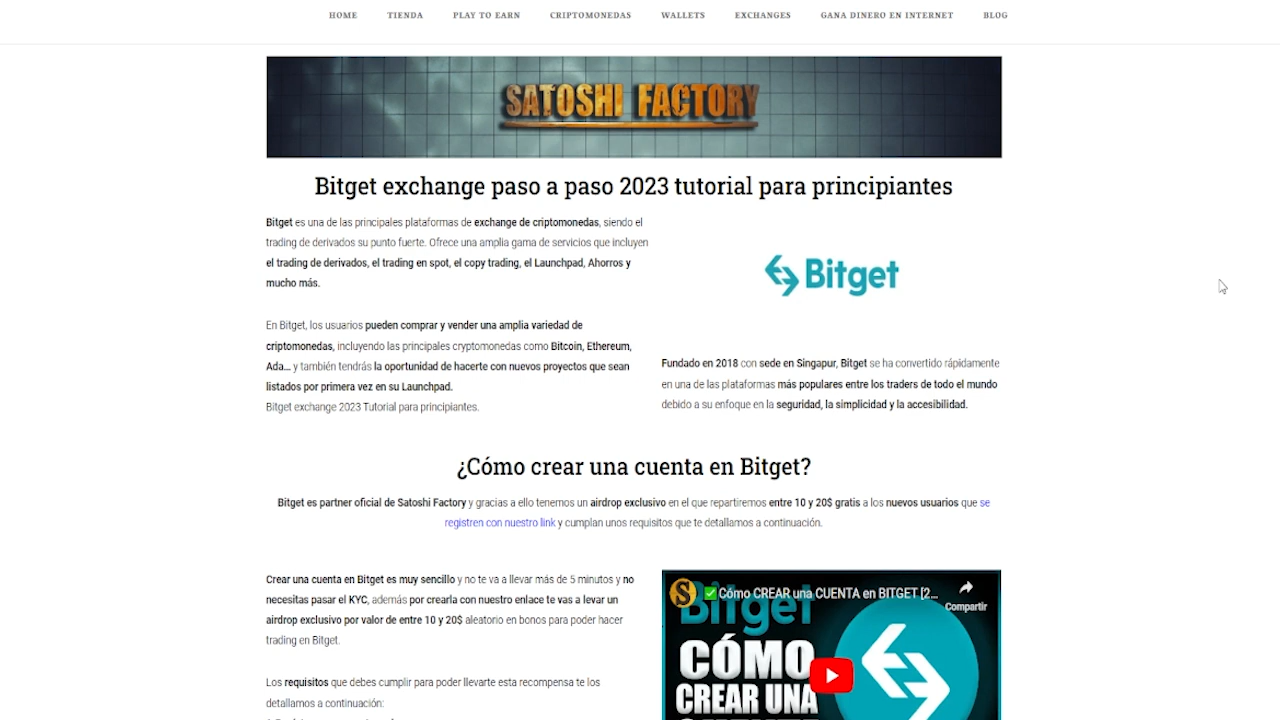 HOME TIENDA PLAY TO EARN CRIPTOMONEDAS WALLETS EXCHANGES GANA DINERO EN INTERNET BLOG
SATOSHI FACTORY
Bitget exchange paso a paso 2023 tutorial para principiantes
Bitget es una de las principales plataformas de exchange de criptomonedas, siendo el
trading de derivados su punto fuerte. Ofrece una amplia gama de servicios que incluyen
el trading de derivados, el trading en spot, el copy trading, el Launchpad, Ahorros y
mucho más.
En Bitget, los usuarios pueden comprar y vender una amplia variedad de
criptomonedas, incluyendo las principales cryptomonedas como Bitcoin, Ethereum,
Ada... y también tendrás la oportunidad de hacerte con nuevos proyectos que sean
listados por primera vez en su Launchpad.
Bitget exchange 2023 Tutorial para principiantes.
Bitget
Fundado en 2018 con sede en Singapur, Bitget se ha convertido rápidamente
en una de las plataformas más populares entre los traders de todo el mundo
debido a su enfoque en la seguridad, la simplicidad y la accesibilidad.
¿Cómo crear una cuenta en Bitget?
Bitget es partner oficial de Satoshi Factory y gracias a ello tenemos un airdrop exclusivo en el que repartiremos entre 10 y 20$ gratis a los nuevos usuarios que se
registren con nuestro link y cumplan unos requisitos que te detallamos a continuación.
Crear una cuenta en Bitget es muy sencillo y no te va a llevar más de 5 minutos y no
necesitas pasar el KYC, además por crearla con nuestro enlace te vas a levar un
airdrop exclusivo por valor de entre 10 y 20$ aleatorio en bonos para poder hacer
trading en Bitget.
Los requisitos que debes cumplir para poder llevarte esta recompensa te los
detallamos a continuación:
Cómo CREAR una CUENTA en BITGET [2...
Compartir
Bitget
CÓMO
CREAR UNA